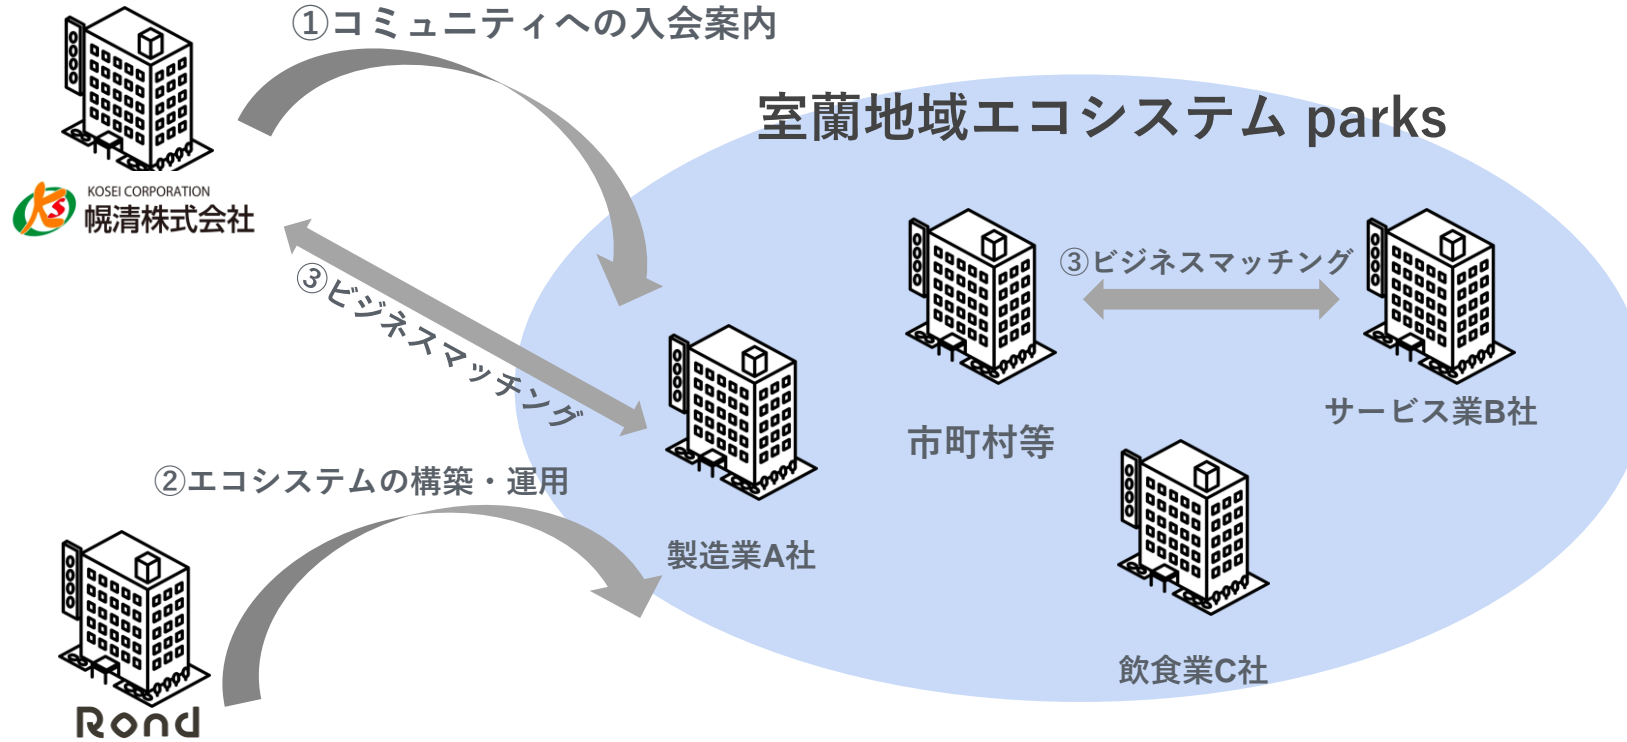 ①コミュニティへの入会案内
室蘭地域エコシステム parks
KOSEI CORPORATION
幌清株式会社
③ビジネスマッチング
③ビジネスマッチング
サービス業B社
市町村等
②エコシステムの構築・運用
製造業A社
飲食業C社
Rond